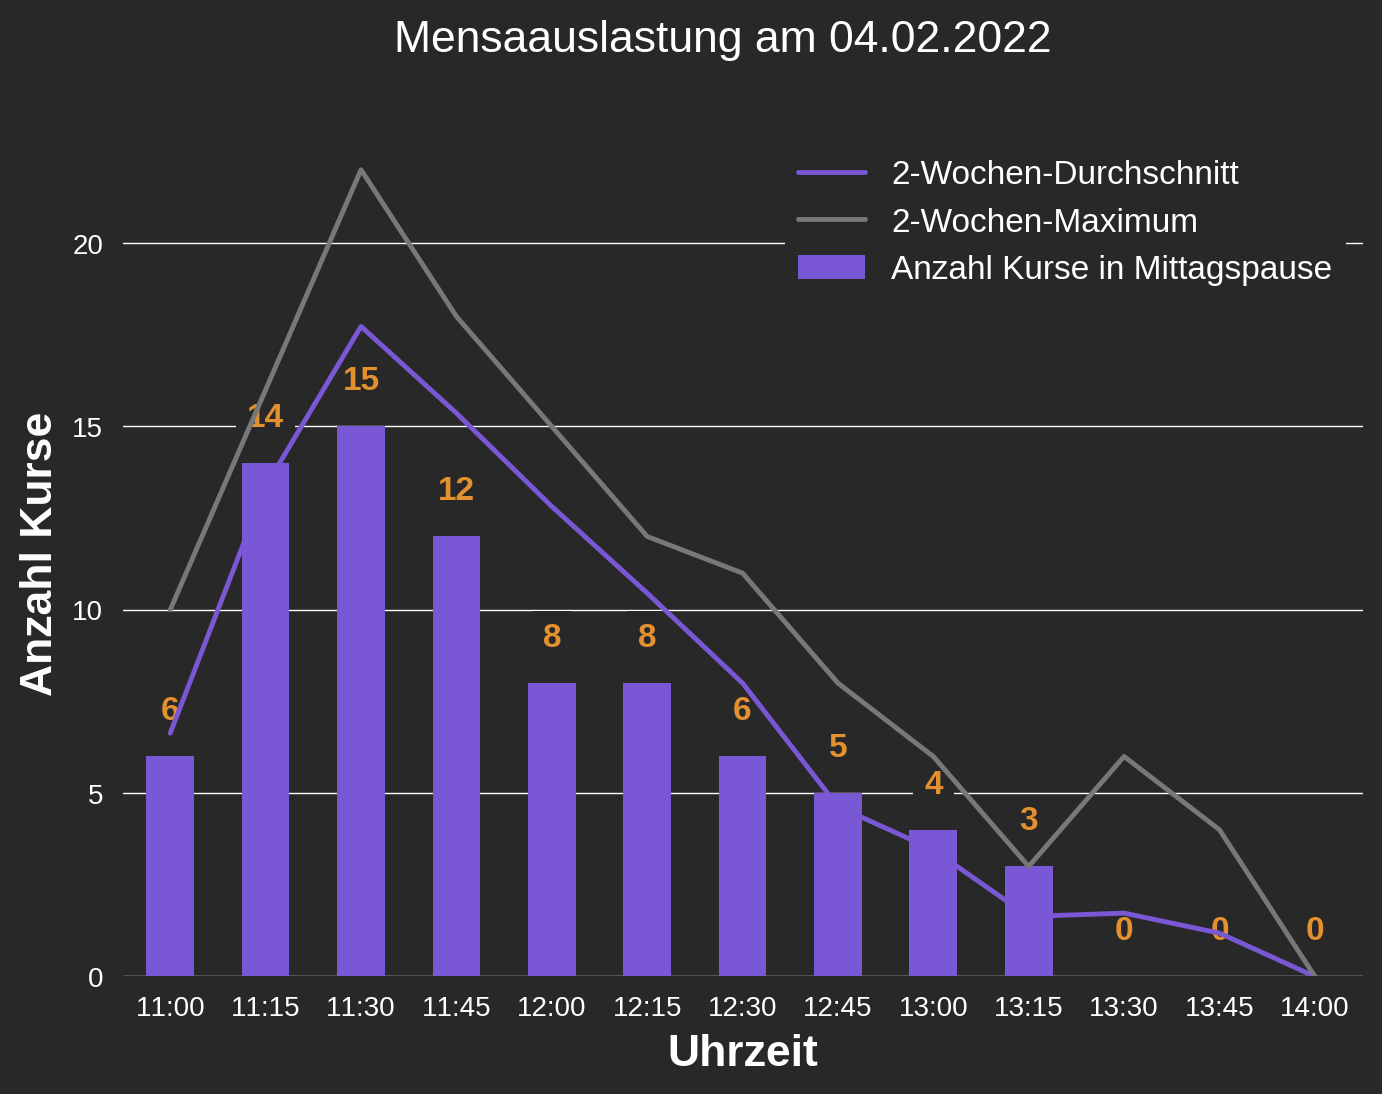 Mensaauslastung am 04.02.2022
2-Wochen-Durchschnitt
2-Wochen-Maximum
Anzahl Kurse in Mittagspause
Anzahl Kurse
20
15
10
5
0
6
14
15
12
8
8
6
5
4
3
0
0
0
11:00 11:15 11:30 11:45 12:00 12:15 12:30 12:45 13:00 13:15 13:30 13:45 14:00
Uhrzeit